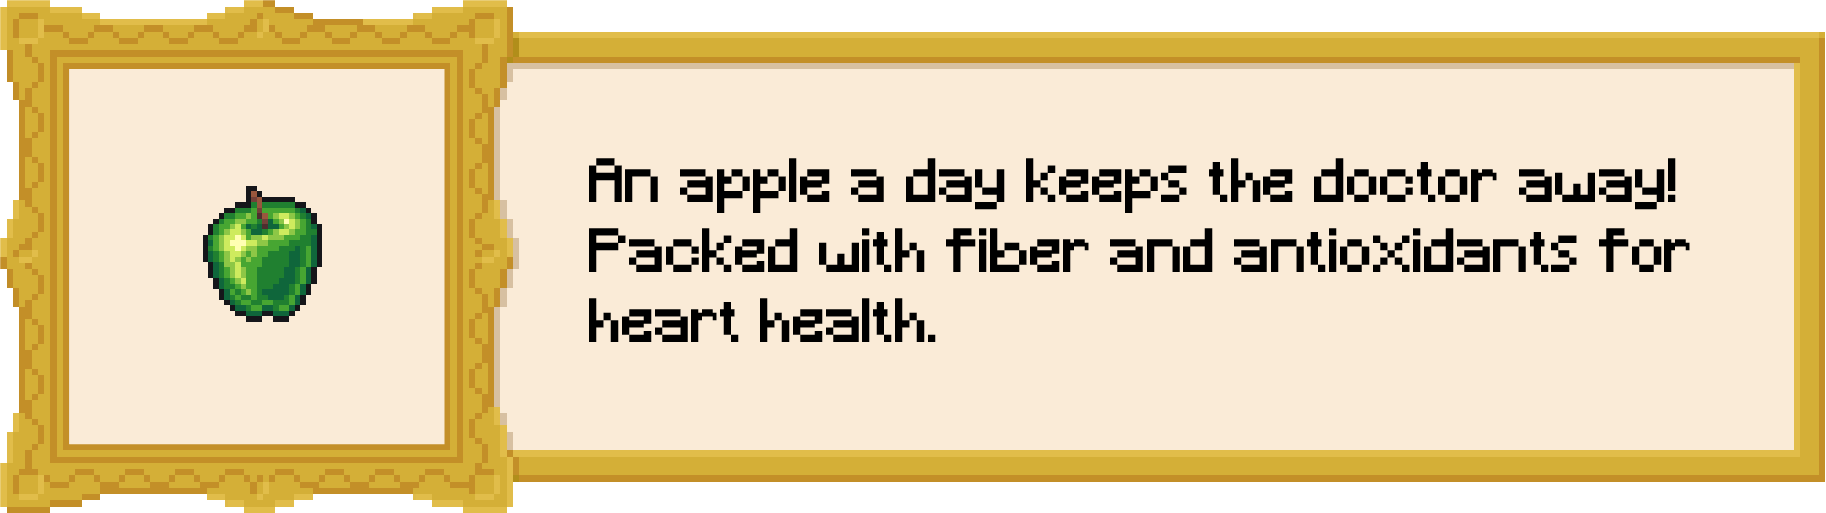 An apple a day keeps the doctor away!
Packed with fiber and antioxidants for
heart health.